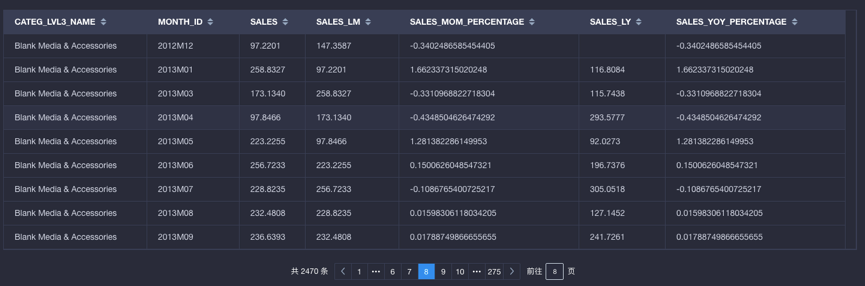 CATEG_LVL3_NAME MONTH_ID SALES SALES_LM SALES_MOM_PERCENTAGE SALES_LY SALES_YOY_PERCENTAGE
Blank Media & Accessories 2012M12 97.2201 147.3587 -0.3402486585454405 -0.3402486585454405
Blank Media & Accessories 2013M01 258.8327 97.2201 1.662337315020248 116.8084 1.662337315020248
Blank Media & Accessories 2013M03 173.1340 258.8327 -0.3310968822718304 115.7438 -0.3310968822718304
Blank Media & Accessories 2013M04 97.8466 173.1340 -0.4348504626474292 293.5777 -0.4348504626474292
Blank Media & Accessories 2013M05 223.2255 97.8466 1.281382286149953 92.0273 1.281382286149953
Blank Media & Accessories 2013M06 256.7233 223.2255 0.1500626048547321 196.7376 0.1500626048547321
Blank Media & Accessories 2013M07 228.8235 256.7233 -0.1086765400725217 305.0518 -0.1086765400725217
Blank Media & Accessories 2013M08 232.4808 228.8235 0.01598306118034205 127.1452 0.01598306118034205
Blank Media & Accessories 2013M09 236.6393 232.4808 0.01788749866655655 241.7261 0.01788749866655655
共 2470 条 1 ••• 6 7 8 9 10 ••• 275 前往 8 页